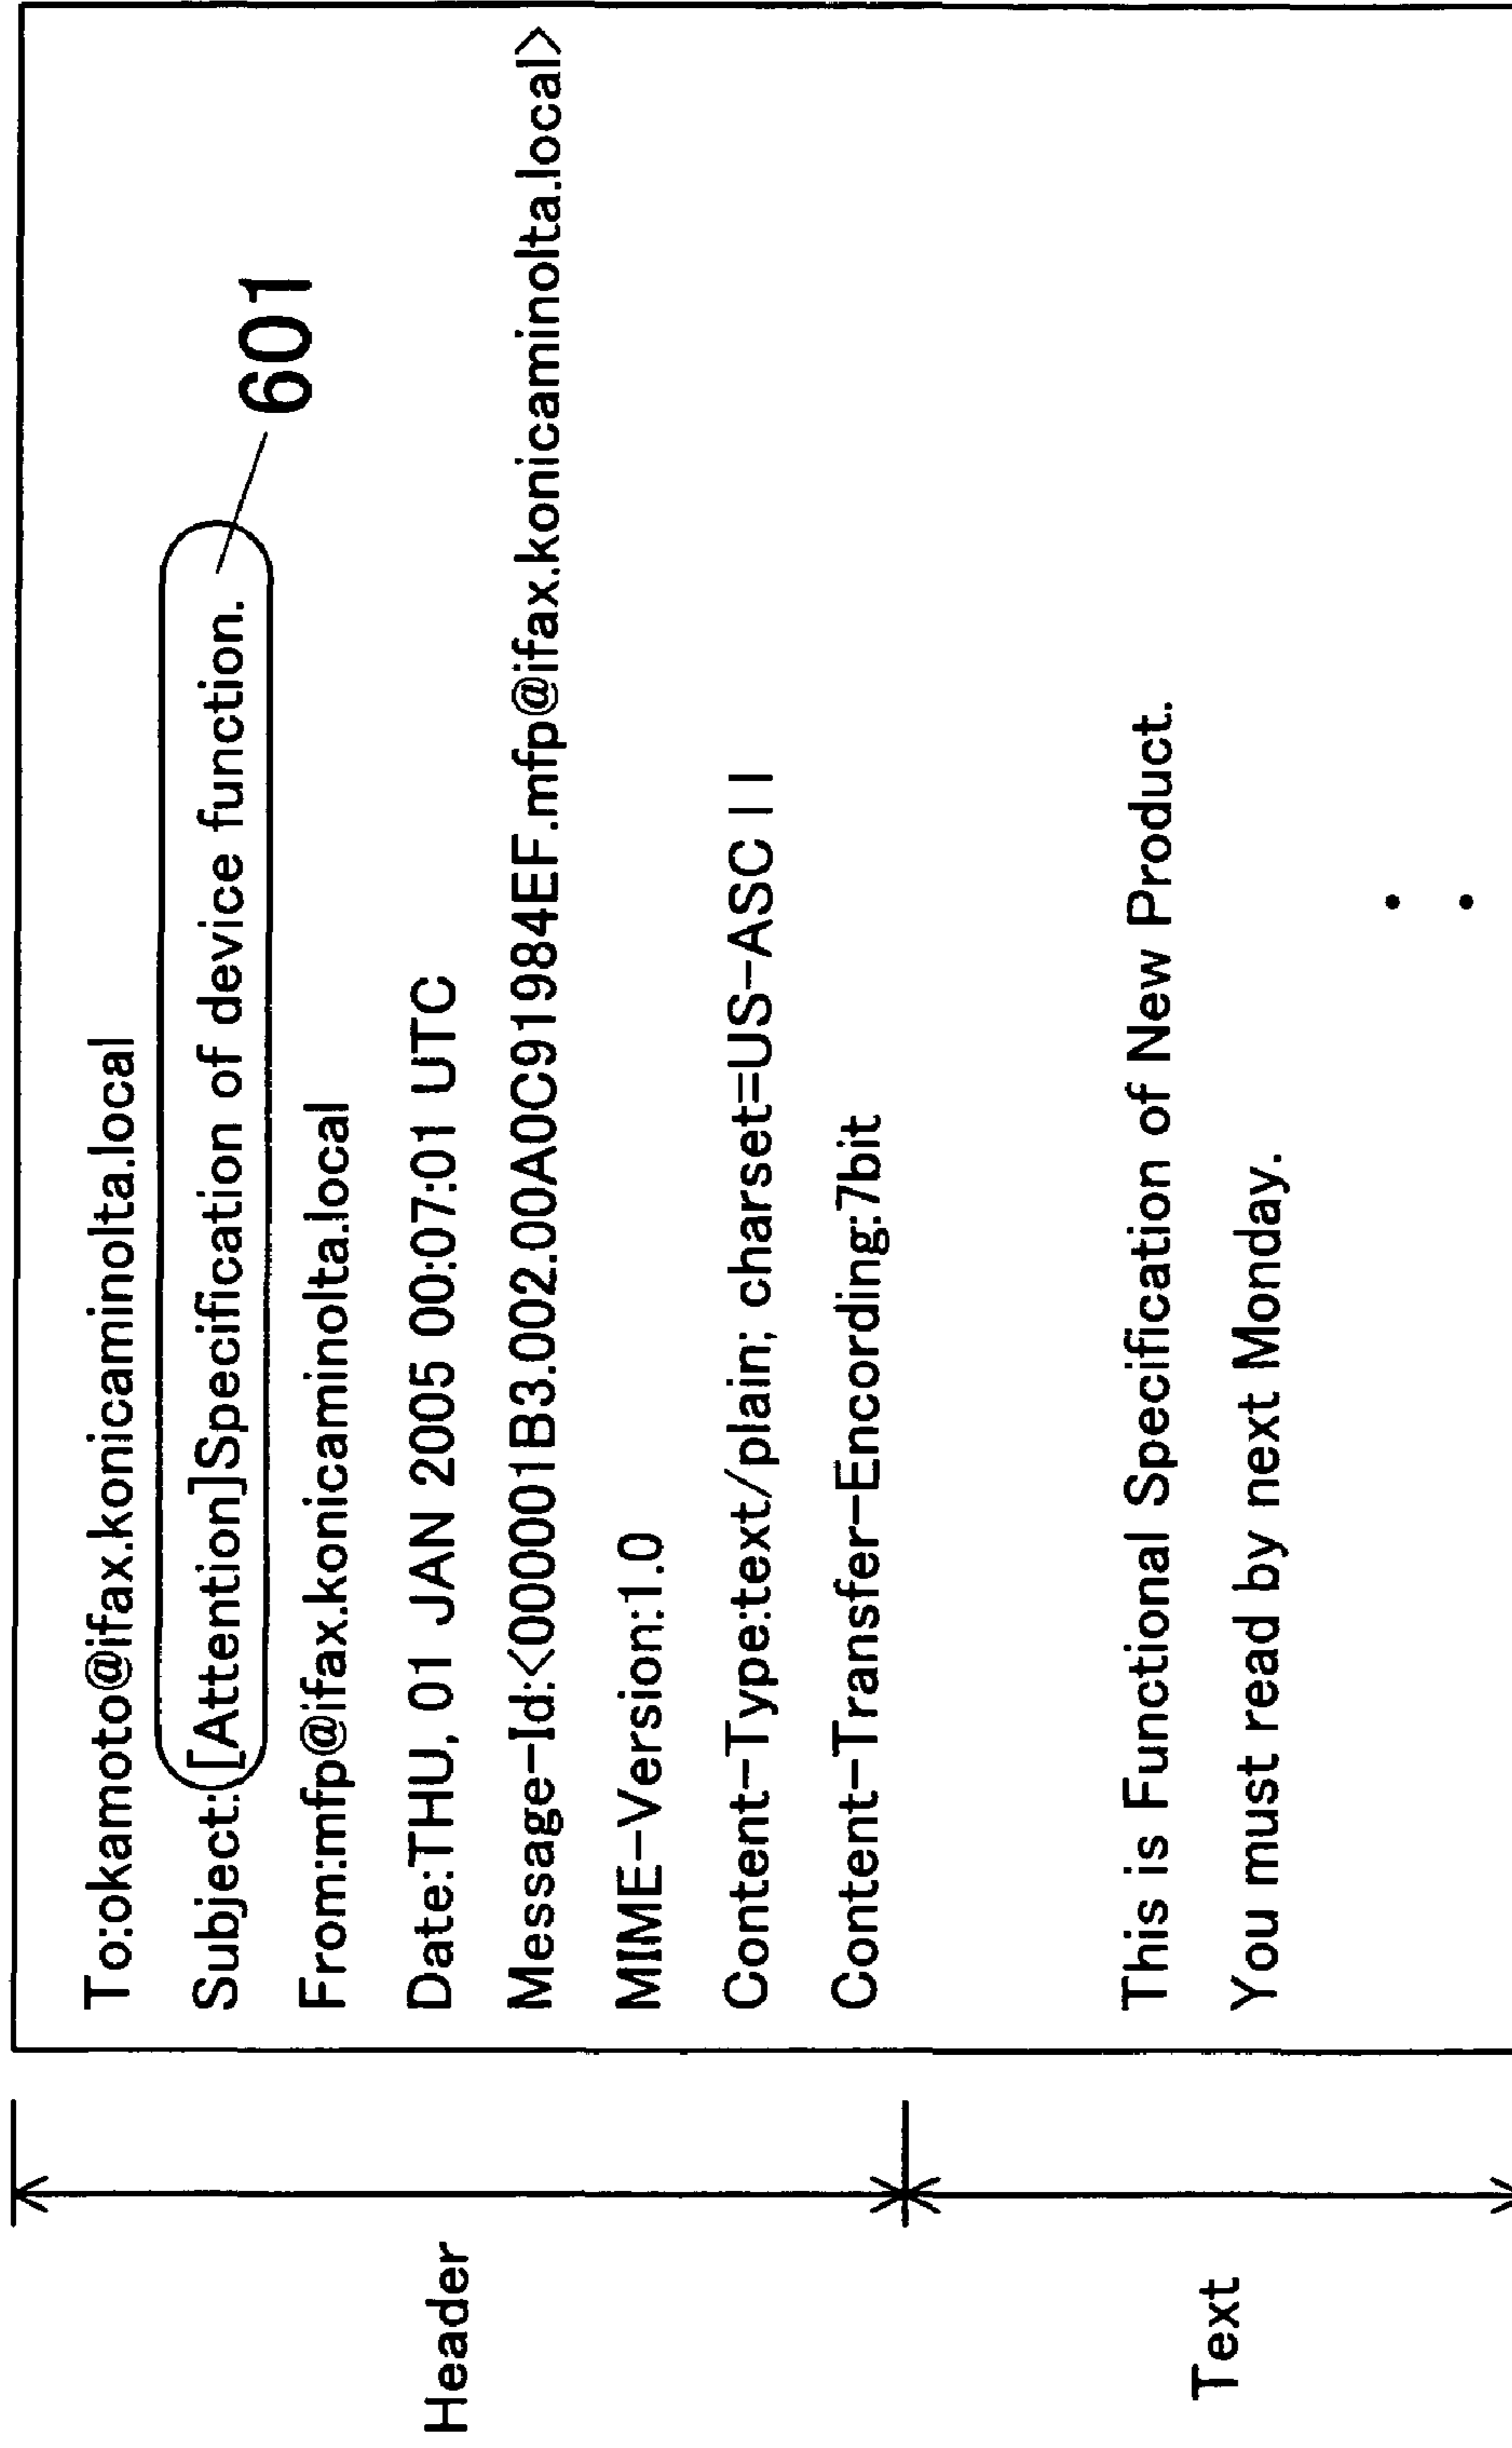 To:okamoto@ifax.konicaminolta.local
Subject:[Attention]Specification of device function.
601
From:mfp@ifax.konicaminolta.local
Date:THU, 01 JAN 2005 00:07:01 UTC
Message-Id:<000001B3.002.00A0C91984EF.mfp@ifax.konicaminolta.local>
MIME-Version:1.0
Content-Type:text/plain; charset=US-ASCII
Content-Transfer-Encording:7bit
Header
This is Functional Specification of New Product.
You must read by next Monday.
Text